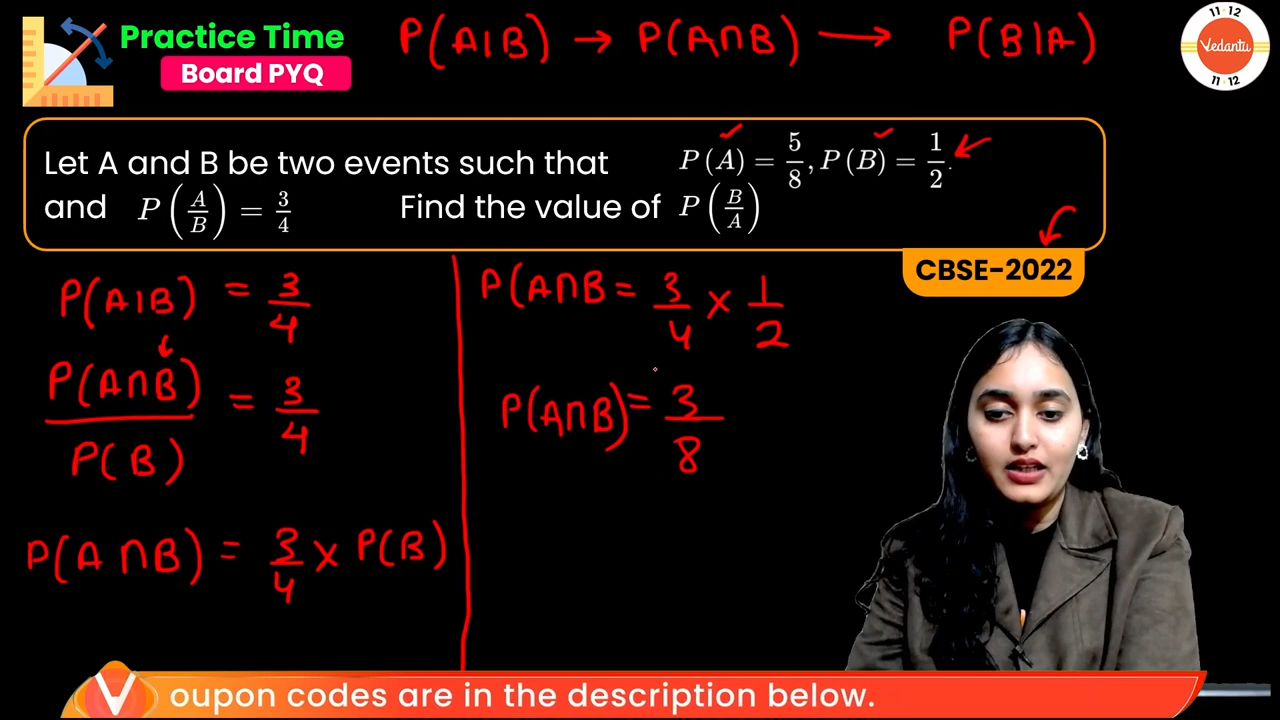 Practice Time
Board PYQ
P(A|B) → P(A∩B) → P(B|A)
11-12
Vedantu
11-12
Let A and B be two events such that P(A) = 5/8, P(B) = 1/2.
and P(A/B) = 3/4 Find the value of P(B/A)
CBSE-2022
P(A|B) = 3/4
P(A∩B)/P(B) = 3/4
P(A∩B) = 3/4 × P(B)
P(A∩B = 3/4 × 1/2
P(A∩B) = 3/8
V oupon codes are in the description below.